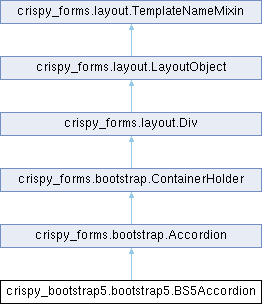 crispy_forms.layout.TemplateNameMixin
crispy_forms.layout.LayoutObject
crispy_forms.layout.Div
crispy_forms.bootstrap.ContainerHolder
crispy_forms.bootstrap.Accordion
crispy_bootstrap5.bootstrap5.BS5Accordion